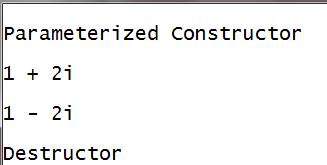 Parameterized Constructor
1 + 2i
1 - 2i
Destructor